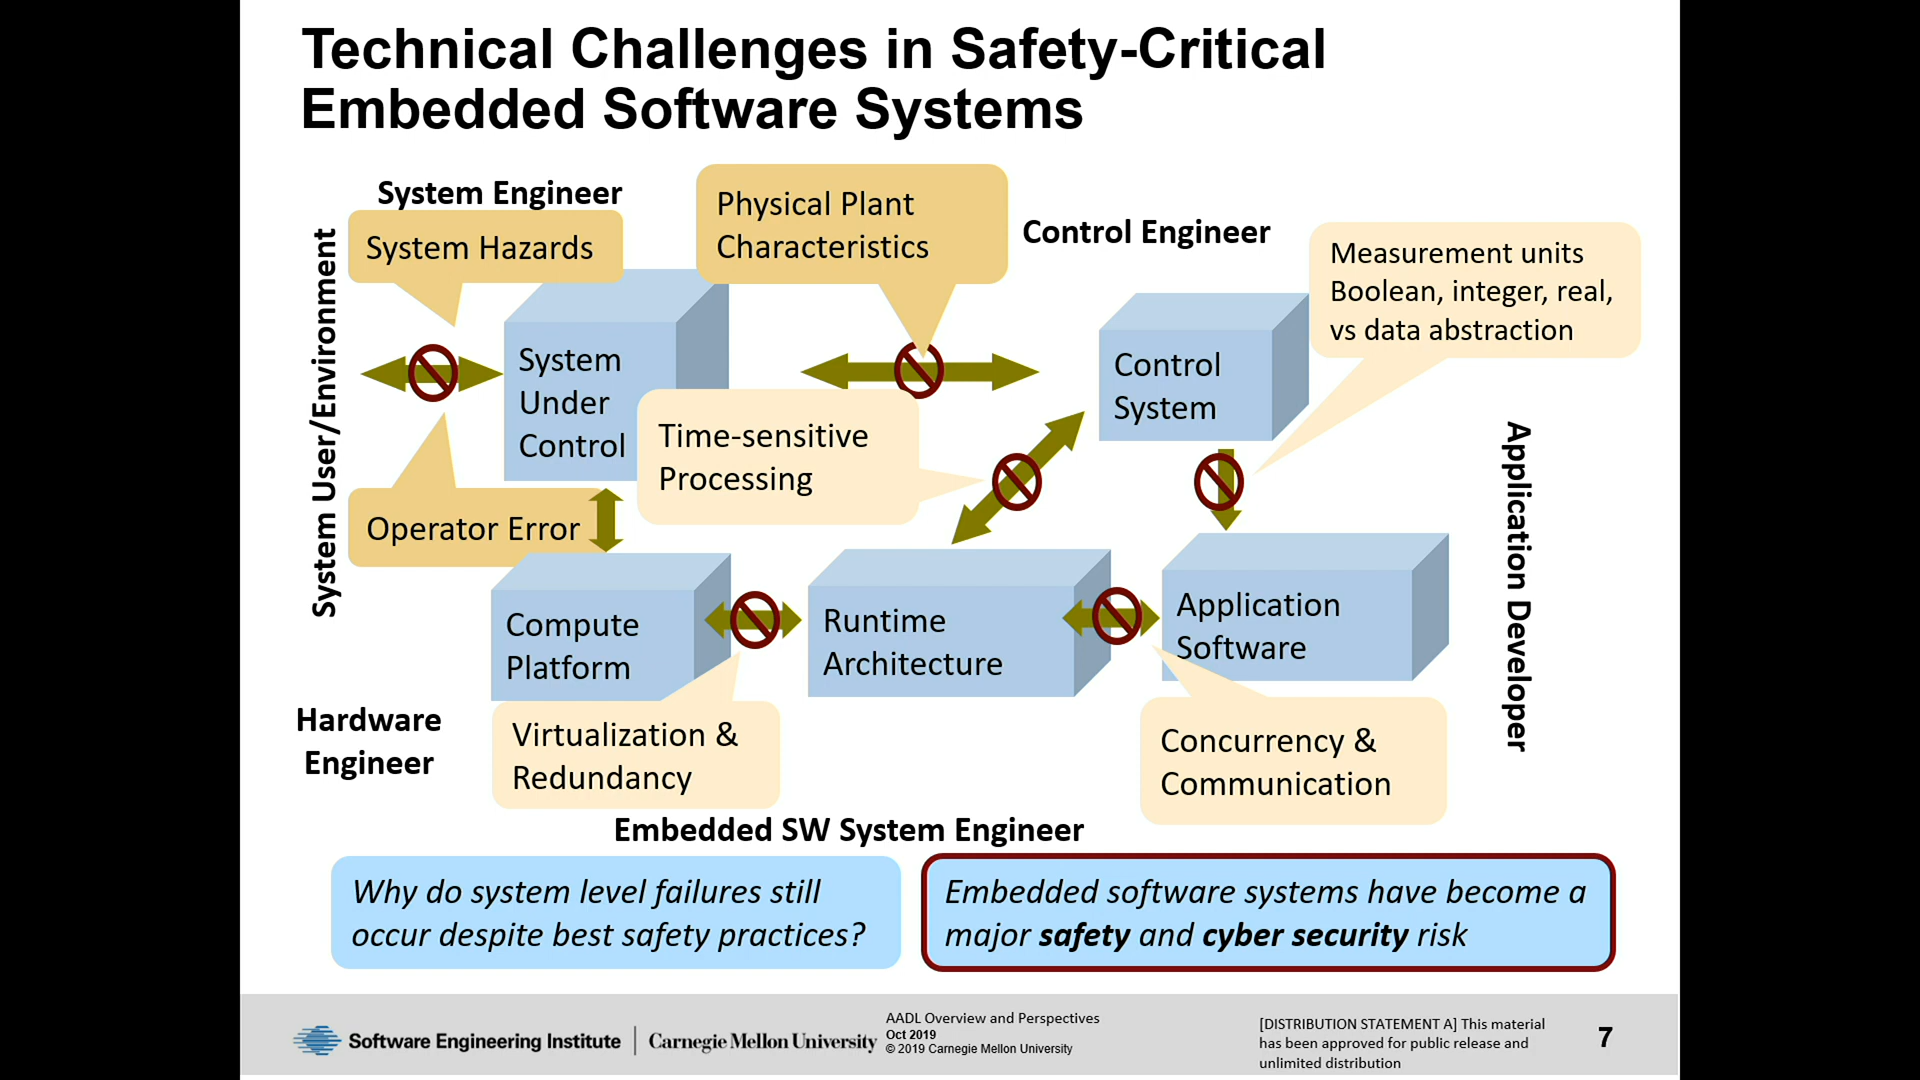 Technical Challenges in Safety-Critical
Embedded Software Systems
System Engineer
System Hazards
Physical Plant
Characteristics
Control Engineer
Measurement units
Boolean, integer, real,
vs data abstraction
System User/Environment
System
Under
Control
Control
System
Time-sensitive
Processing
Operator Error
Application Developer
Compute
Platform
Runtime
Architecture
Application
Software
Hardware
Engineer
Virtualization &
Redundancy
Concurrency &
Communication
Embedded SW System Engineer
Why do system level failures still
occur despite best safety practices?
Embedded software systems have become a
major safety and cyber security risk
Software Engineering Institute
Carnegie Mellon University
AADL Overview and Perspectives
Oct 2019
© 2019 Carnegie Mellon University
[DISTRIBUTION STATEMENT A] This material
has been approved for public release and
unlimited distribution
7